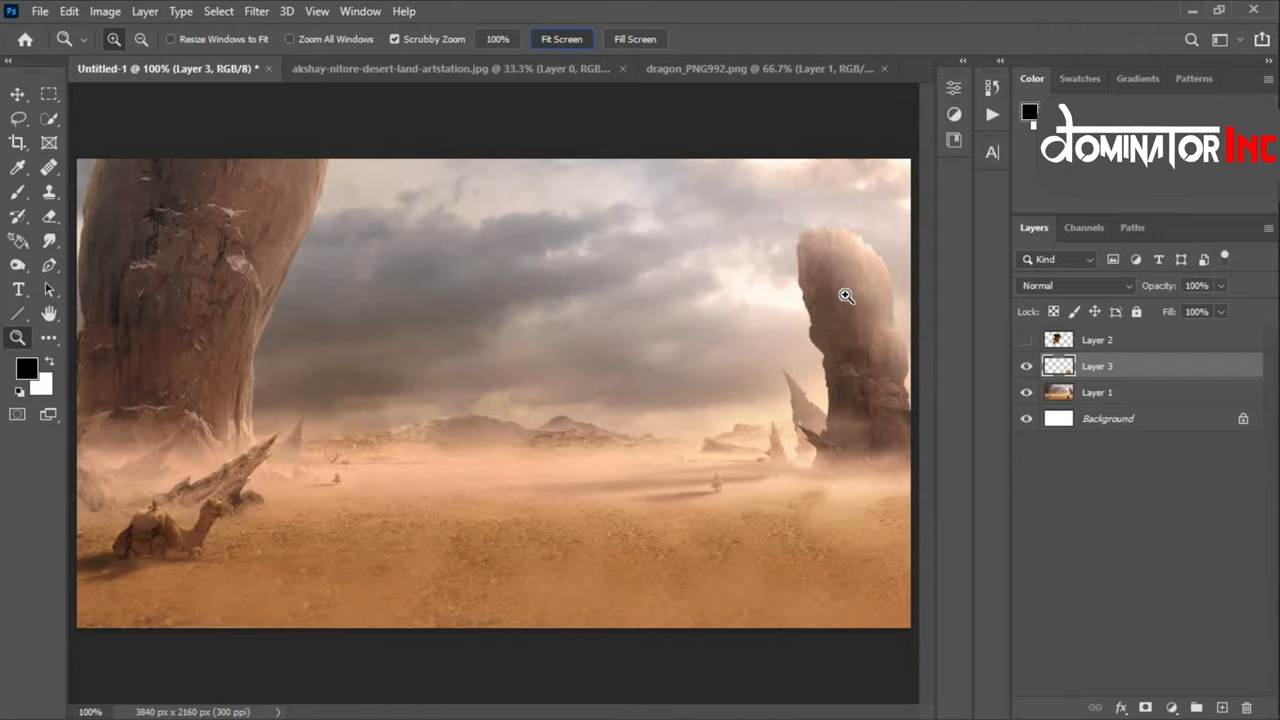 Ps File Edit Image Layer Type Select Filter 3D View Window Help
Resize Windows to Fit Zoom All Windows Scrubby Zoom 100% Fit Screen Fill Screen
Untitled-1 @ 100% (Layer 3, RGB/8) * akshay-nitore-desert-land-artstation.jpg @ 33.3% (Layer 0, RGB... dragon_PNG992.png @ 66.7% (Layer 1, RGB/...
Color Swatches Gradients Patterns
DOMINATOR INC
Layers Channels Paths
Kind
Normal Opacity: 100%
Lock: Fill: 100%
Layer 2
Layer 3
Layer 1
Background
100% 3840 px x 2160 px (300 ppi)